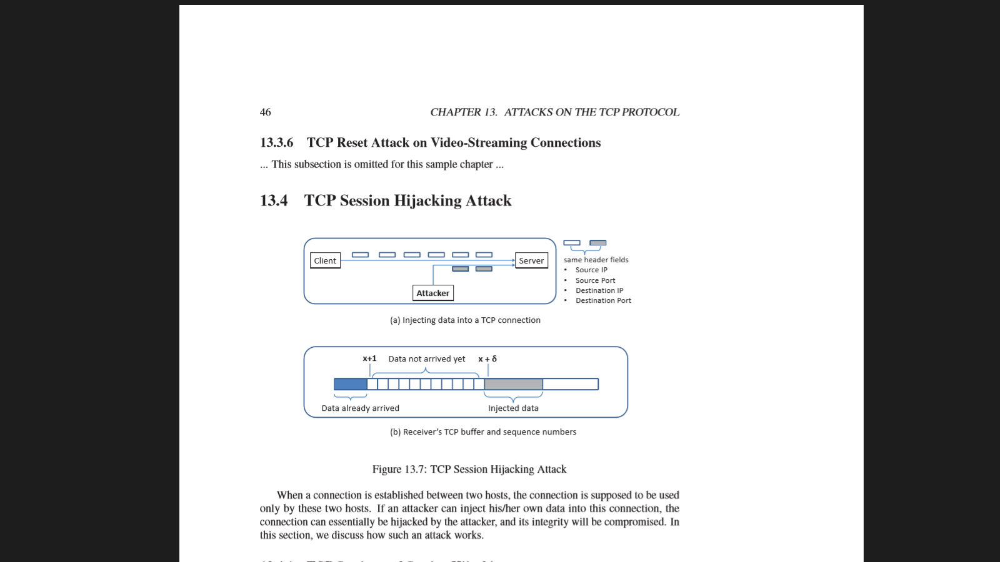 46 CHAPTER 13. ATTACKS ON THE TCP PROTOCOL
13.3.6 TCP Reset Attack on Video-Streaming Connections
... This subsection is omitted for this sample chapter ...
13.4 TCP Session Hijacking Attack
Client
Server
Attacker
same header fields
• Source IP
• Source Port
• Destination IP
• Destination Port
(a) Injecting data into a TCP connection
x+1 Data not arrived yet x + δ
Data already arrived Injected data
(b) Receiver's TCP buffer and sequence numbers
Figure 13.7: TCP Session Hijacking Attack
When a connection is established between two hosts, the connection is supposed to be used
only by these two hosts. If an attacker can inject his/her own data into this connection, the
connection can essentially be hijacked by the attacker, and its integrity will be compromised. In
this section, we discuss how such an attack works.